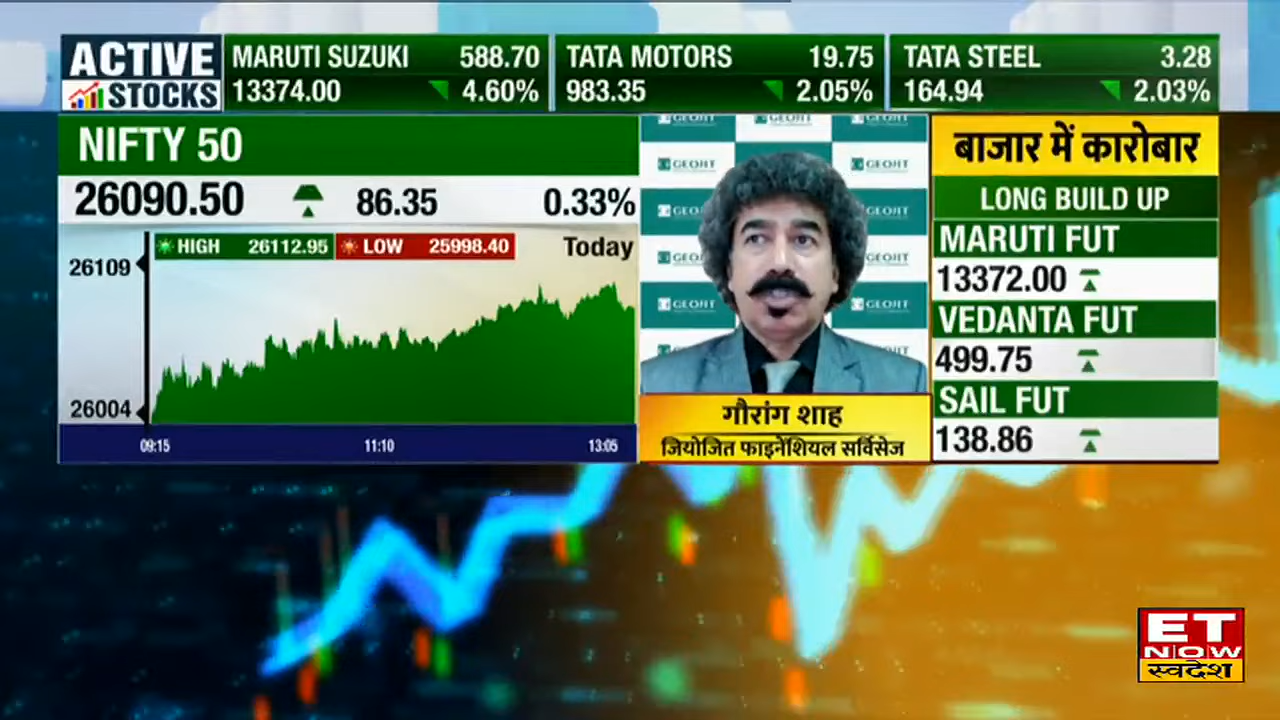 ACTIVE
STOCKS
MARUTI SUZUKI 588.70
13374.00 4.60%
TATA MOTORS 19.75
983.35 2.05%
TATA STEEL 3.28
164.94 2.03%
NIFTY 50
26090.50 86.35 0.33%
HIGH 26112.95 LOW 25998.40 Today
26109
26004
09:15 11:10 13:05
GEOJIT
GEOJIT
GEOJIT
गौरांग शाह
जियोजित फाइनेंशियल सर्विसेज
बाजार में कारोबार
LONG BUILD UP
MARUTI FUT
13372.00
VEDANTA FUT
499.75
SAIL FUT
138.86
ET
NOW
स्वदेश